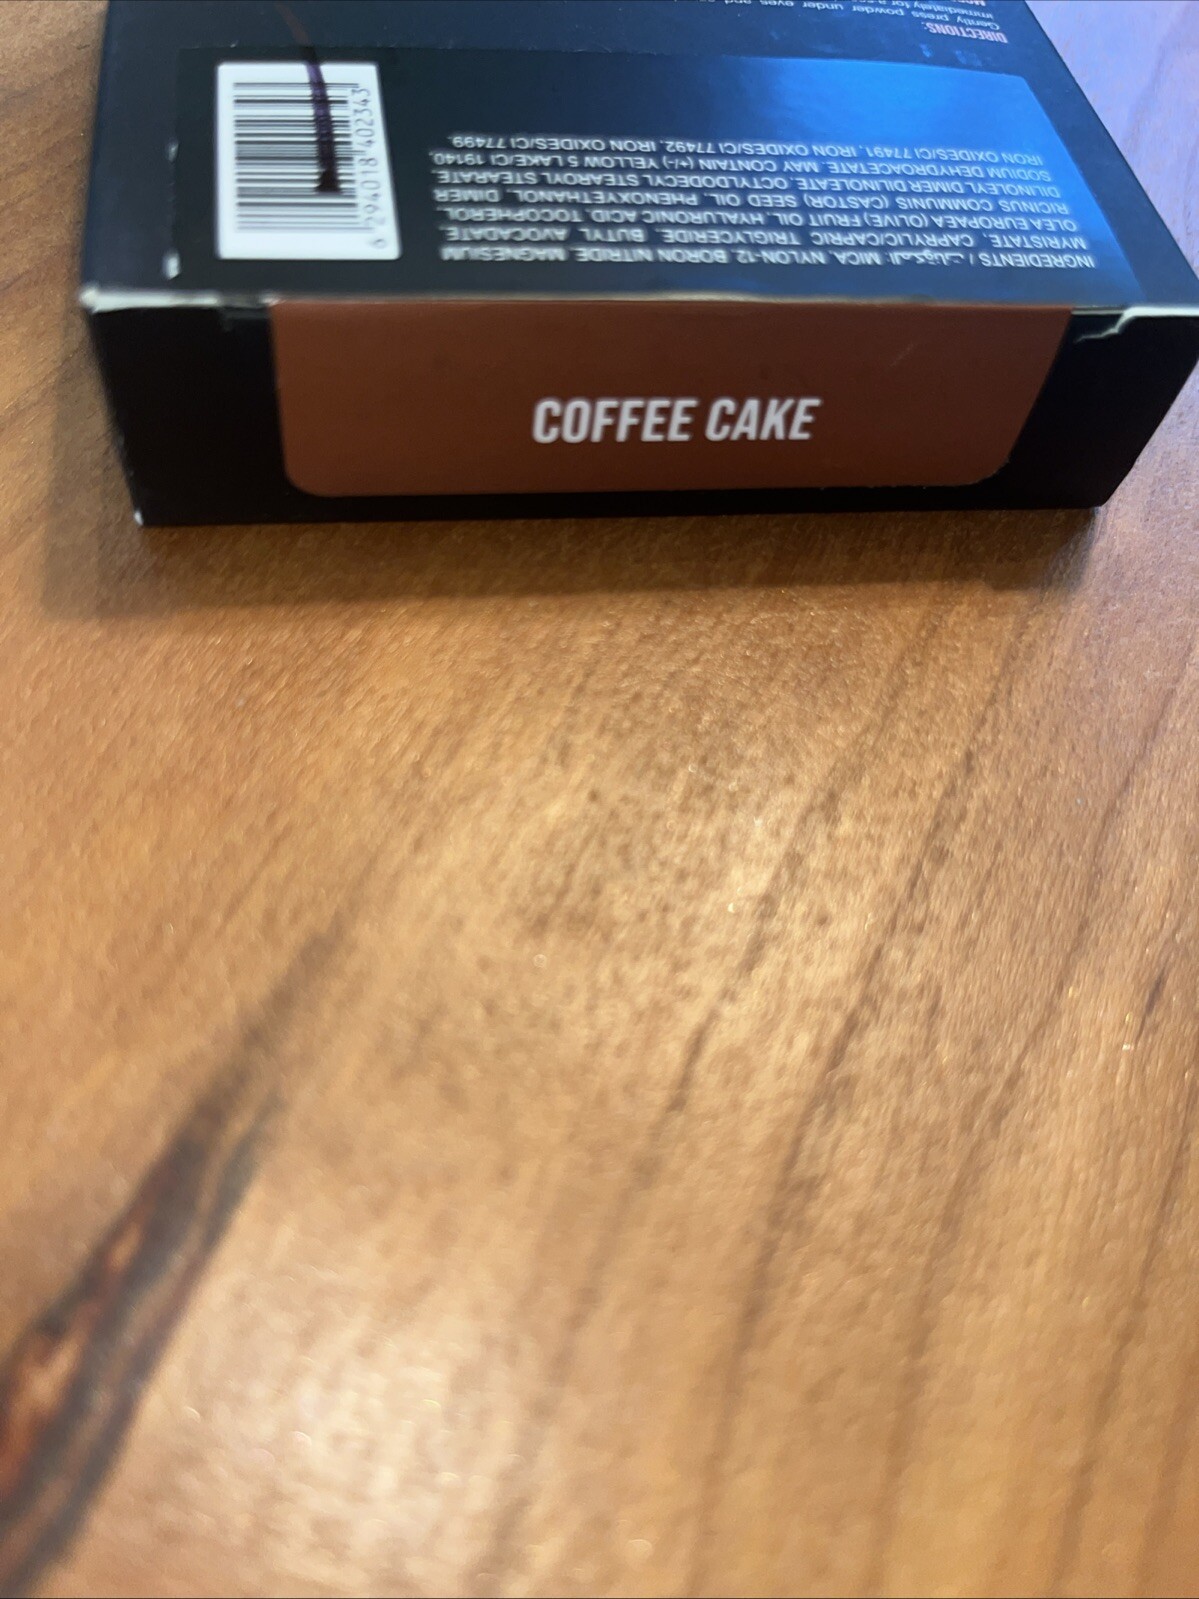 COFFEE CAKE
INGREDIENTS / المكونات: MICA, NYLON-12 BORON NITRIDE, MAGNESIUM
MYRISTATE, CAPRYLIC/CAPRIC TRIGLYCERIDE, BUTYL AVOCADATE,
OLEA EUROPAEA (OLIVE) FRUIT OIL, HYALURONIC ACID, TOCOPHEROL,
RICINUS COMMUNIS (CASTOR) SEED OIL, PHENOXYETHANOL, DIMER
DILINOLEYL DIMER DILINOLEATE, OCTYLDODECYL STEAROYL STEARATE,
SODIUM DEHYDROACETATE. MAY CONTAIN (+/-) YELLOW 5 LAKE/CI 19140,
IRON OXIDES/CI 77491, IRON OXIDES/CI 77492, IRON OXIDES/CI 77499.
6 294018 402343
DIRECTIONS:
Gently press powder under eyes and
immediately for a